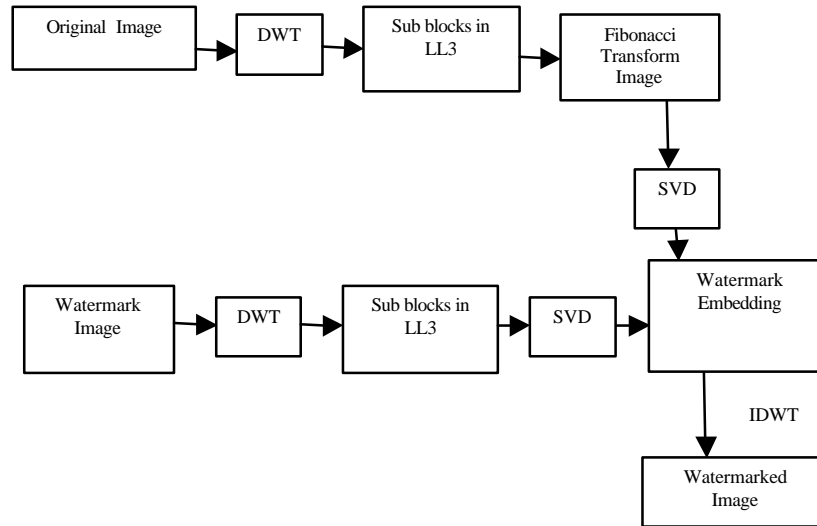 Original Image
DWT
Sub blocks in
LL3
Fibonacci
Transform
Image
SVD
Watermark
Image
DWT
Sub blocks in
LL3
SVD
Watermark
Embedding
IDWT
Watermarked
Image